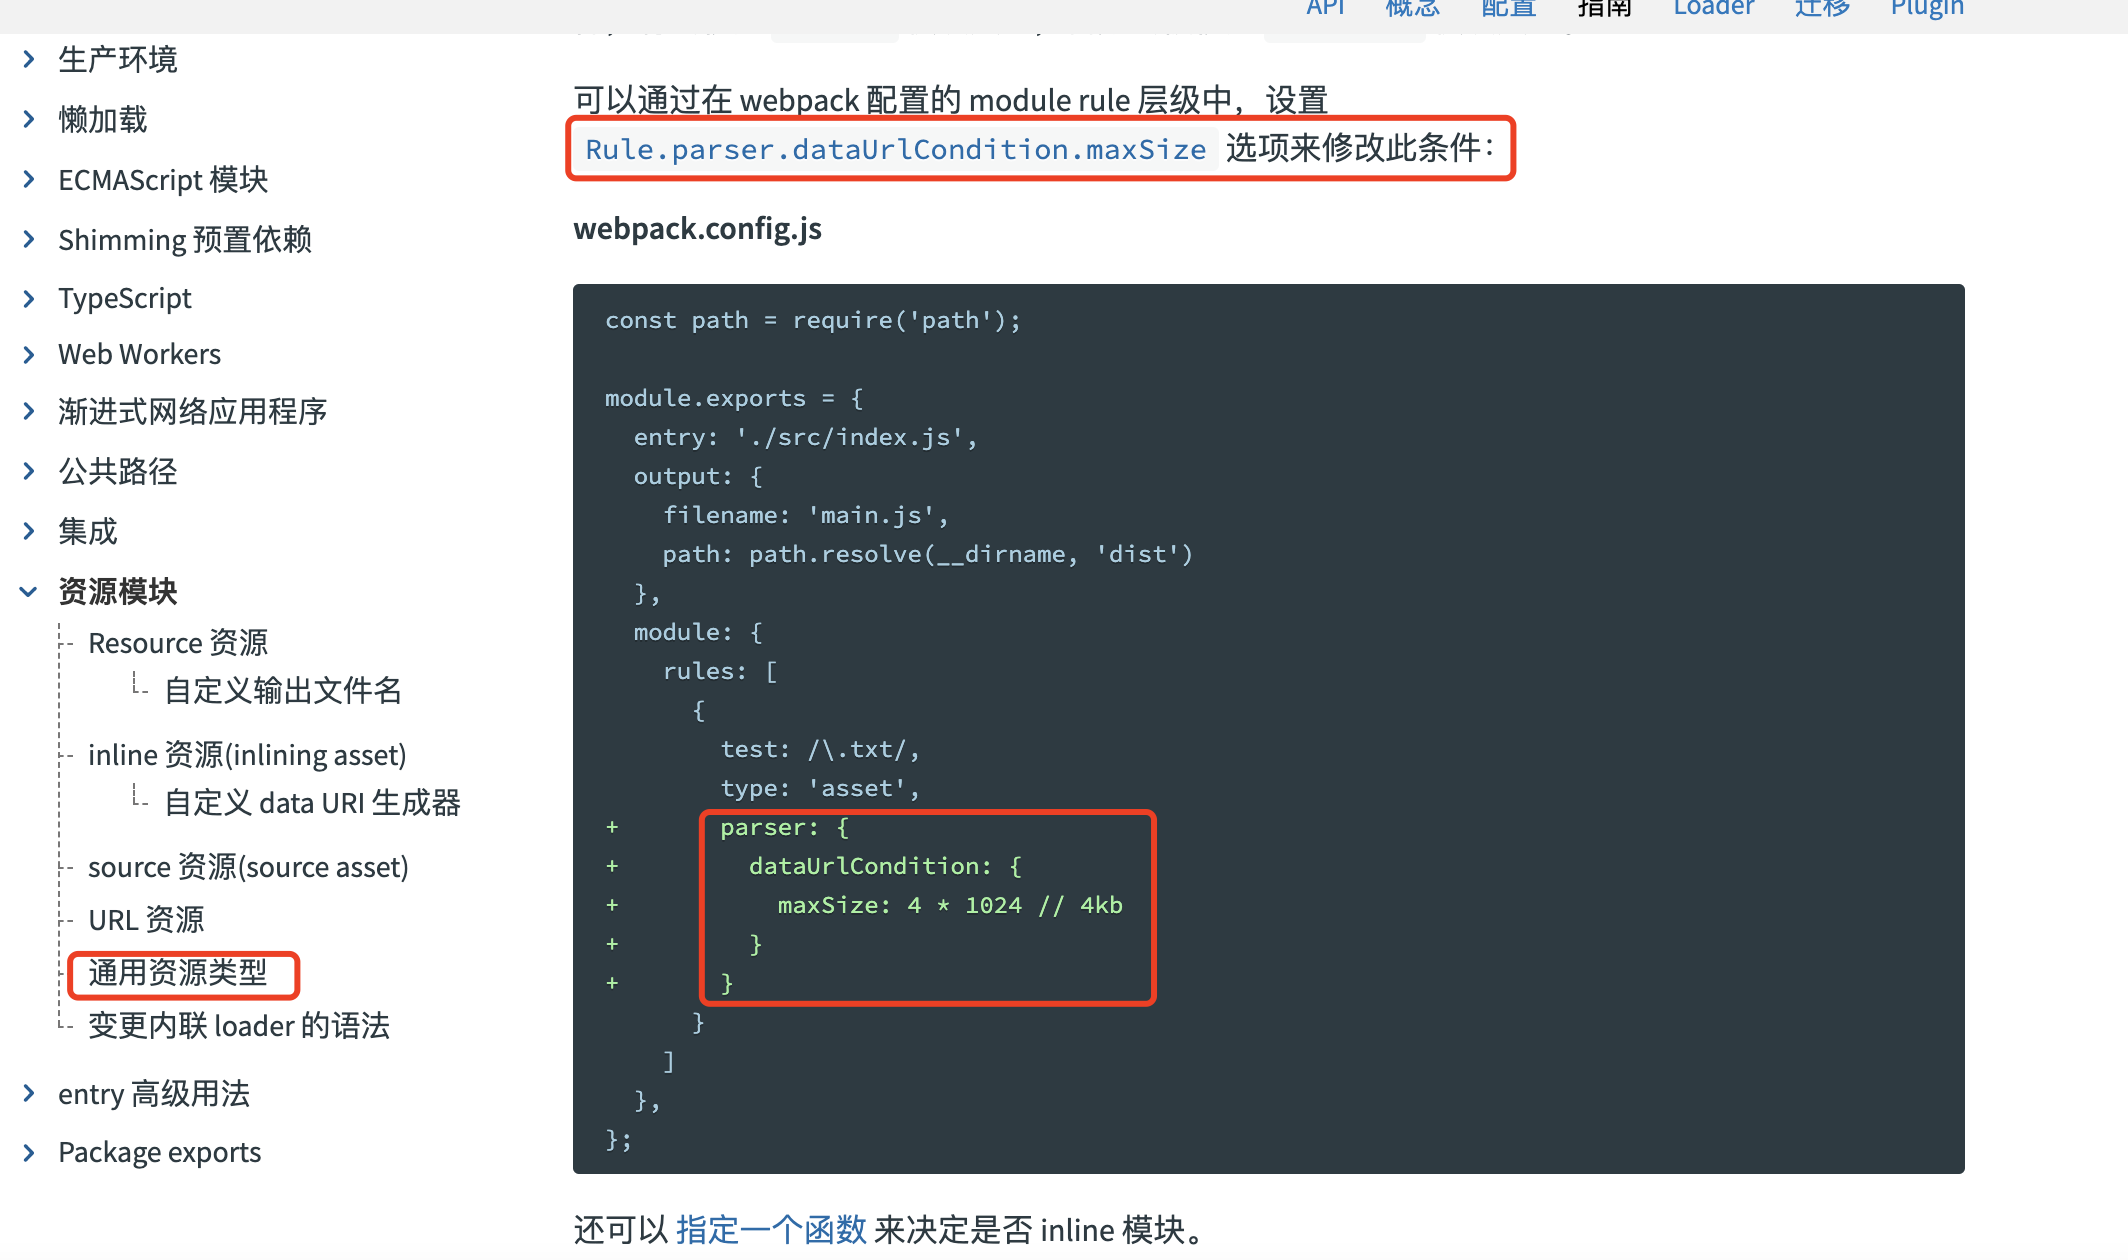 API 概念 配置 指南 Loader 迁移 Plugin
生产环境
懒加载
ECMAScript 模块
Shimming 预置依赖
TypeScript
Web Workers
渐进式网络应用程序
公共路径
集成
资源模块
Resource 资源
自定义输出文件名
inline 资源(inlining asset)
自定义 data URI 生成器
source 资源(source asset)
URL 资源
通用资源类型
变更内联 loader 的语法
entry 高级用法
Package exports
可以通过在 webpack 配置的 module rule 层级中，设置
Rule.parser.dataUrlCondition.maxSize 选项来修改此条件：
webpack.config.js
const path = require('path');
module.exports = {
  entry: './src/index.js',
  output: {
    filename: 'main.js',
    path: path.resolve(__dirname, 'dist')
  },
  module: {
    rules: [
      {
        test: /\.txt/,
        type: 'asset',
+       parser: {
+         dataUrlCondition: {
+           maxSize: 4 * 1024 // 4kb
+         }
+       }
      }
    ]
  },
};
还可以 指定一个函数 来决定是否 inline 模块。